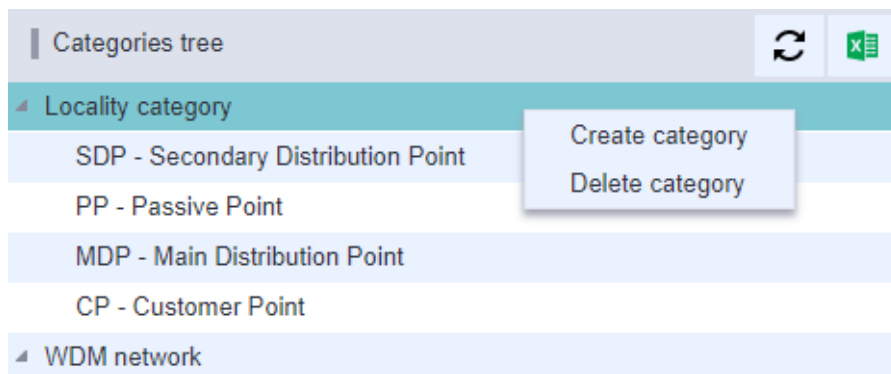 Categories tree
Locality category
Create category
SDP - Secondary Distribution Point
Delete category
PP - Passive Point
MDP - Main Distribution Point
CP - Customer Point
WDM network